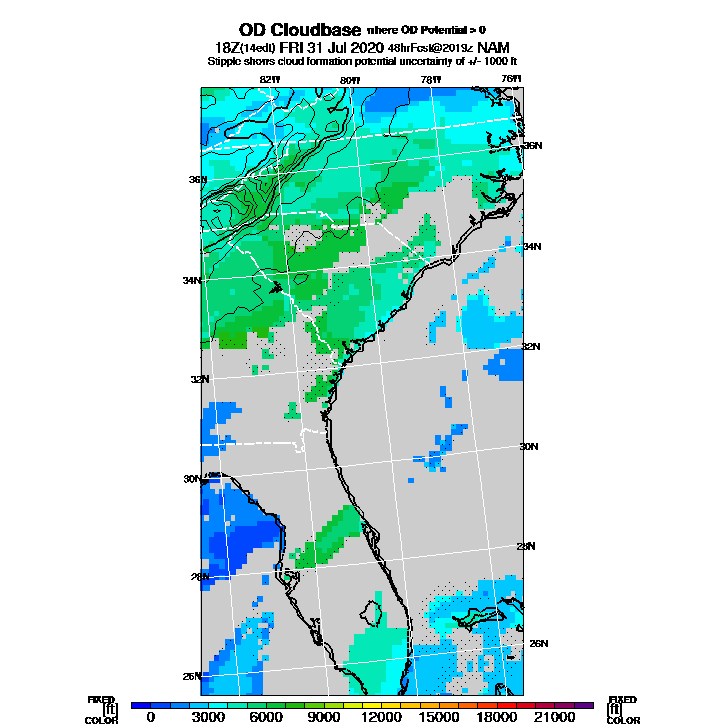 OD Cloudbase where OD Potential > 0
18Z(14edt) FRI 31 Jul 2020 48hrFcst@2019z NAM
Stipple shows cloud formation potential uncertainty of +/- 1000 ft
82W 80W 78W 76W
36N 36N
34N 34N
32N 32N
30N 30N
28N 28N
26N 26N
FIXED FIXED
[ft] [ft]
COLOR COLOR
0 3000 6000 9000 12000 15000 18000 21000